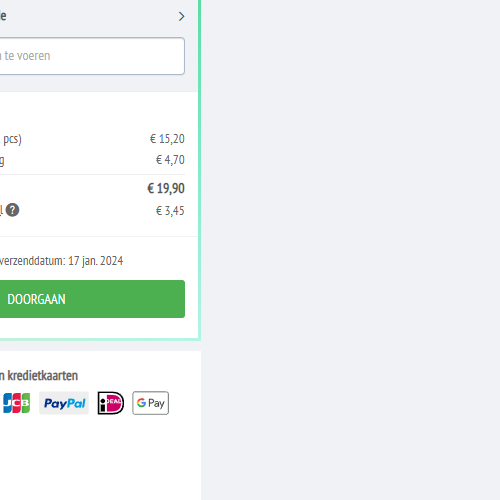 te voeren
pcs) € 15,20
€ 4,70
€ 19,90
€ 3,45
verzenddatum: 17 jan. 2024
DOORGAAN
kredietkaarten
JCB PayPal iDEAL G Pay